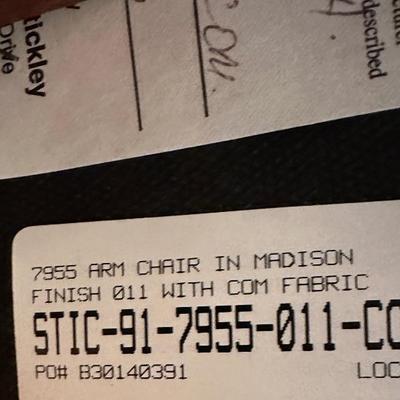 tickley
Drive
described
7955 ARM CHAIR IN MADISON
FINISH 011 WITH COM FABRIC
STIC-91-7955-011-CO
PO# B30140391
LOC